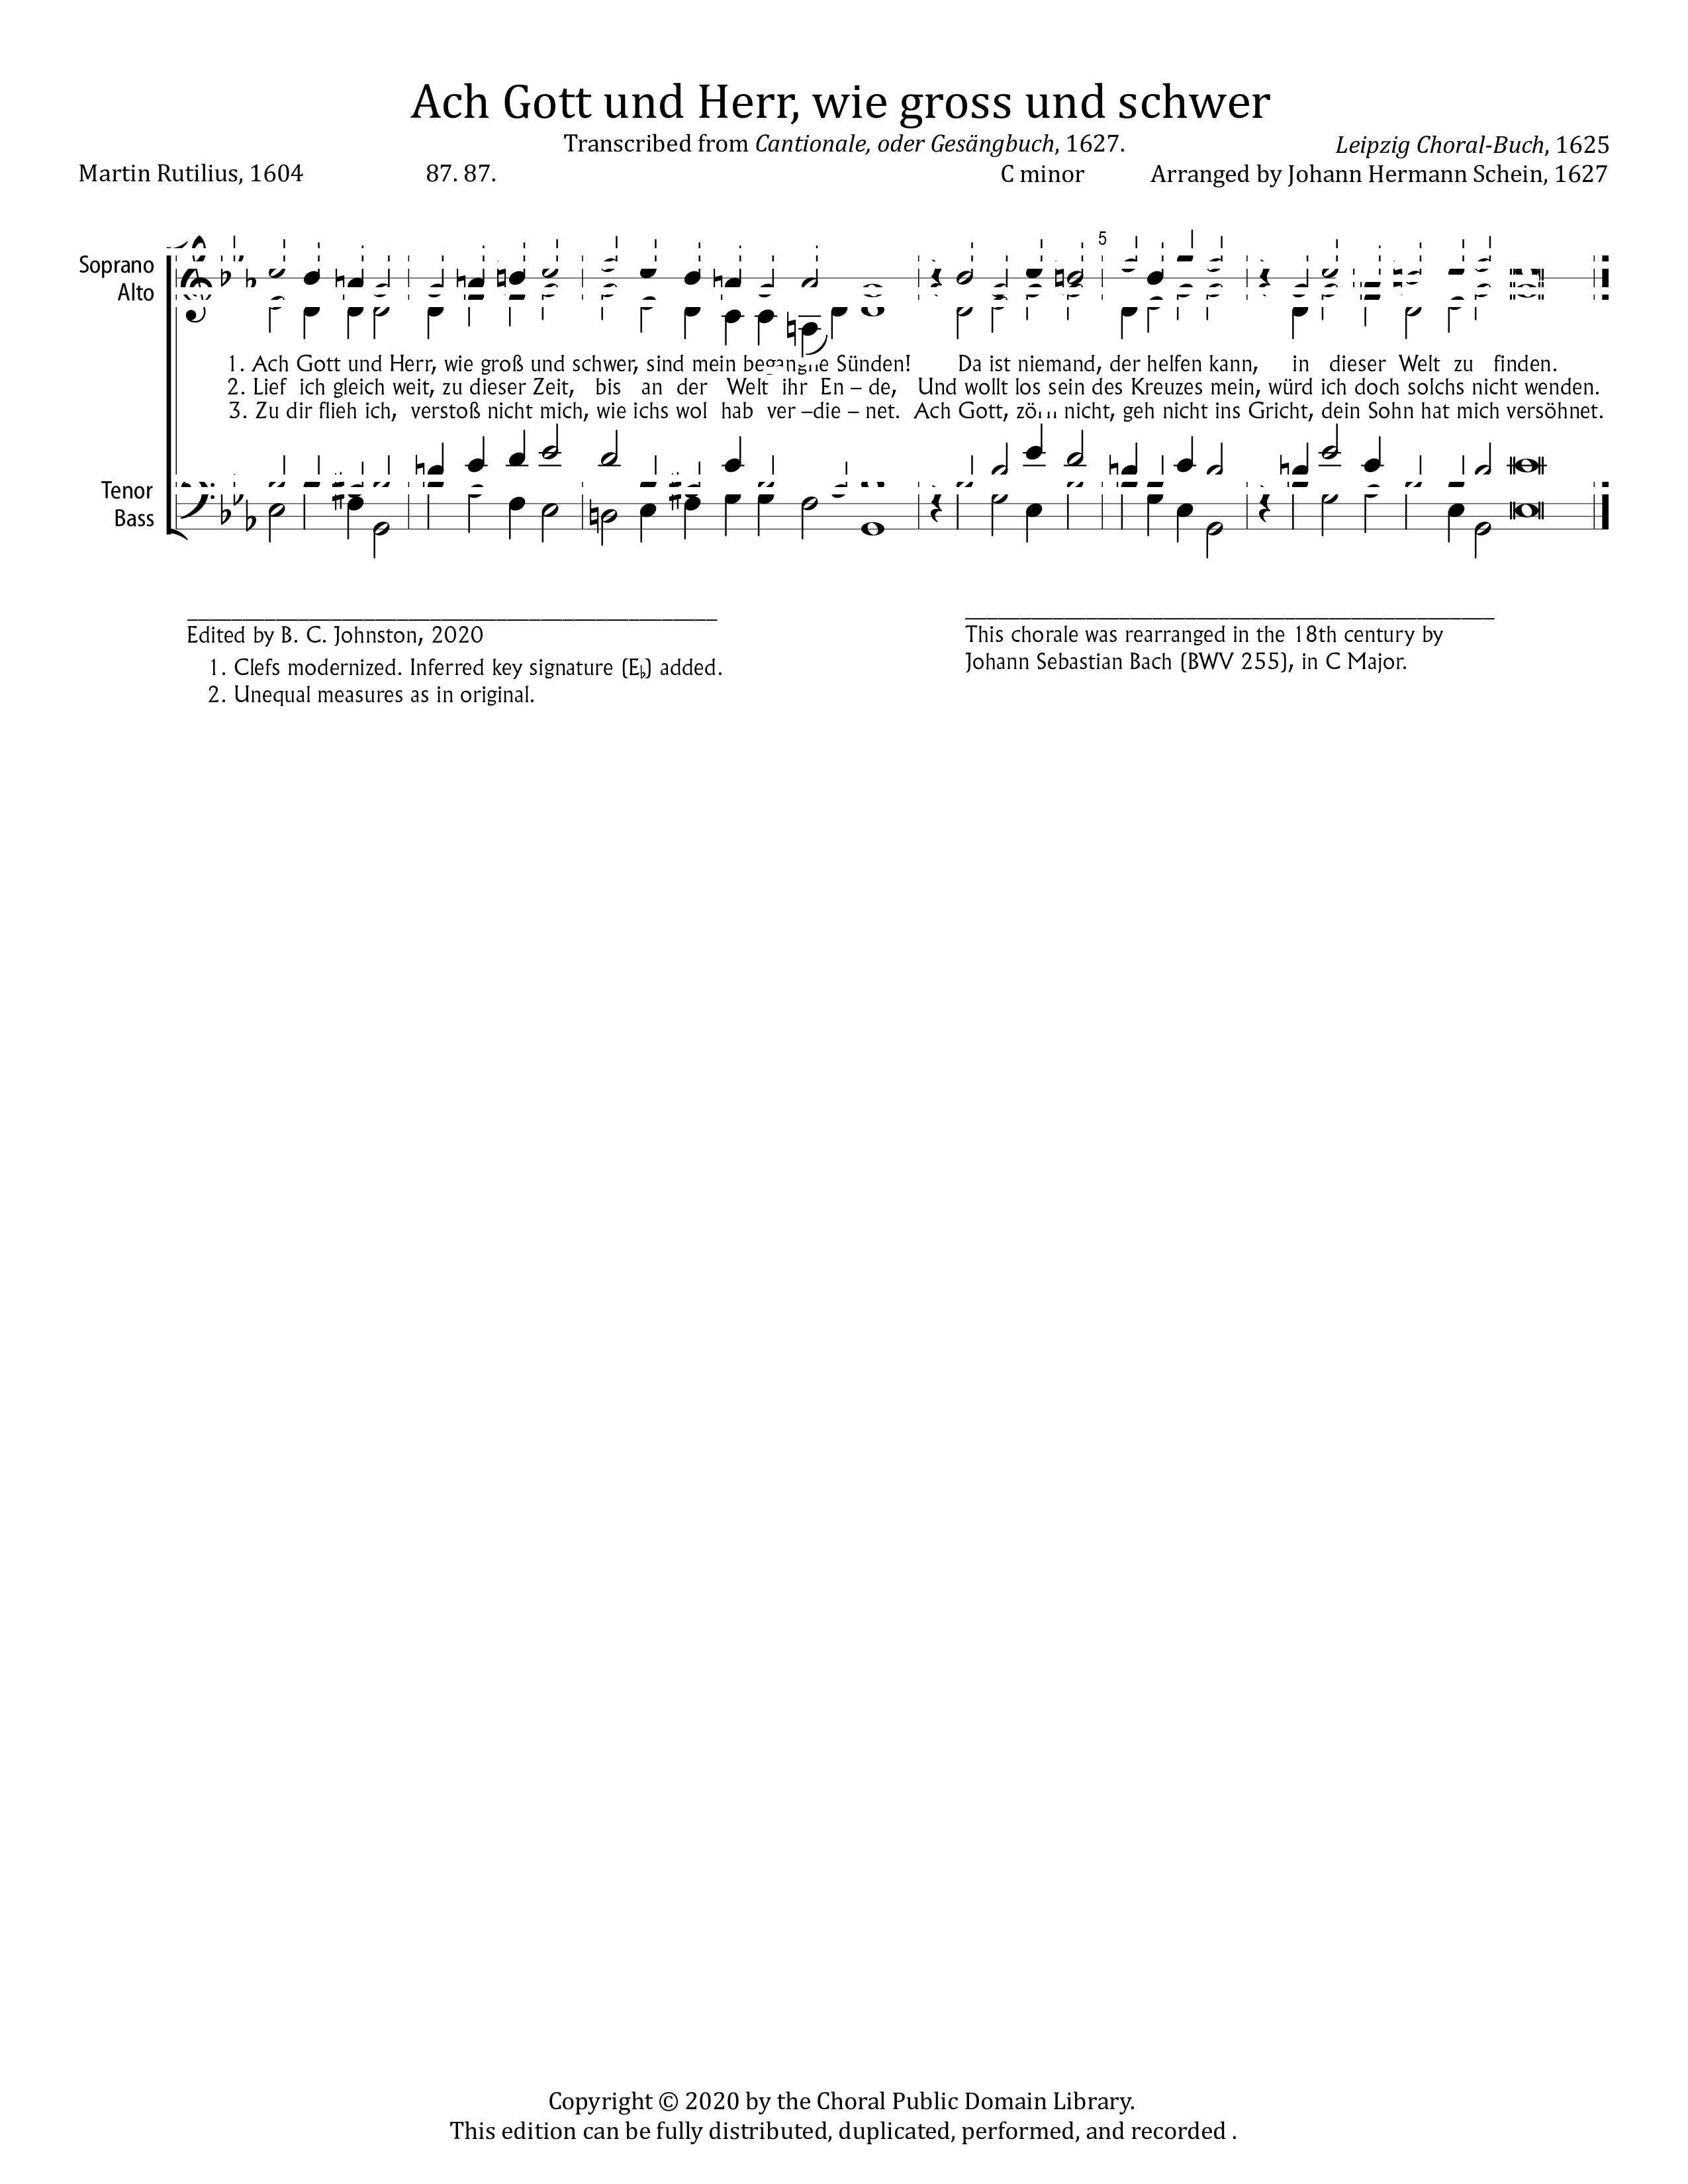 Ach Gott und Herr, wie gross und schwer
Transcribed from Cantionale, oder Gesängbuch, 1627.
Leipzig Choral-Buch, 1625
Martin Rutilius, 1604
87. 87.
C minor
Arranged by Johann Hermann Schein, 1627
5
Soprano
Alto
1. Ach Gott und Herr, wie groß und schwer, sind mein begangne Sünden! Da ist niemand, der helfen kann, in dieser Welt zu finden.
2. Lief ich gleich weit, zu dieser Zeit, bis an der Welt ihr En – de, Und wollt los sein des Kreuzes mein, würd ich doch solchs nicht wenden.
3. Zu dir flieh ich, verstoß nicht mich, wie ichs wol hab ver –die – net. Ach Gott, nicht, geh nicht ins Gricht, dein Sohn hat mich versöhnet.
Tenor
Bass
Edited by B. C. Johnston, 2020
1. Clefs modernized. Inferred key signature (E♭) added.
2. Unequal measures as in original.
This chorale was rearranged in the 18th century by
Johann Sebastian Bach (BWV 255), in C Major.
Copyright © 2020 by the Choral Public Domain Library.
This edition can be fully distributed, duplicated, performed, and recorded .